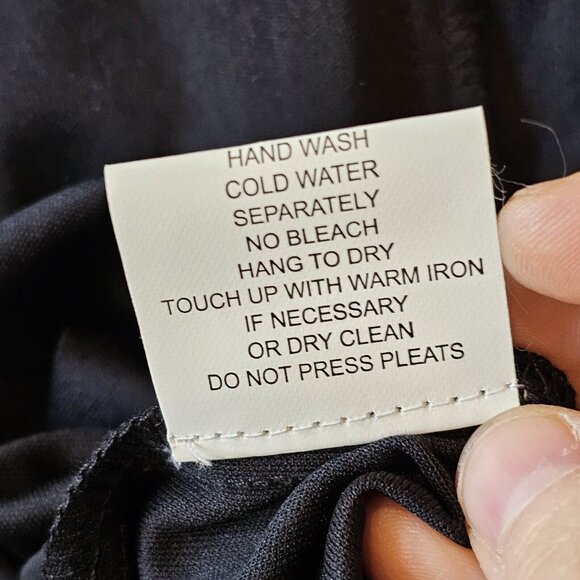 HAND WASH
COLD WATER
SEPARATELY
NO BLEACH
HANG TO DRY
TOUCH UP WITH WARM IRON
IF NECESSARY
OR DRY CLEAN
DO NOT PRESS PLEATS